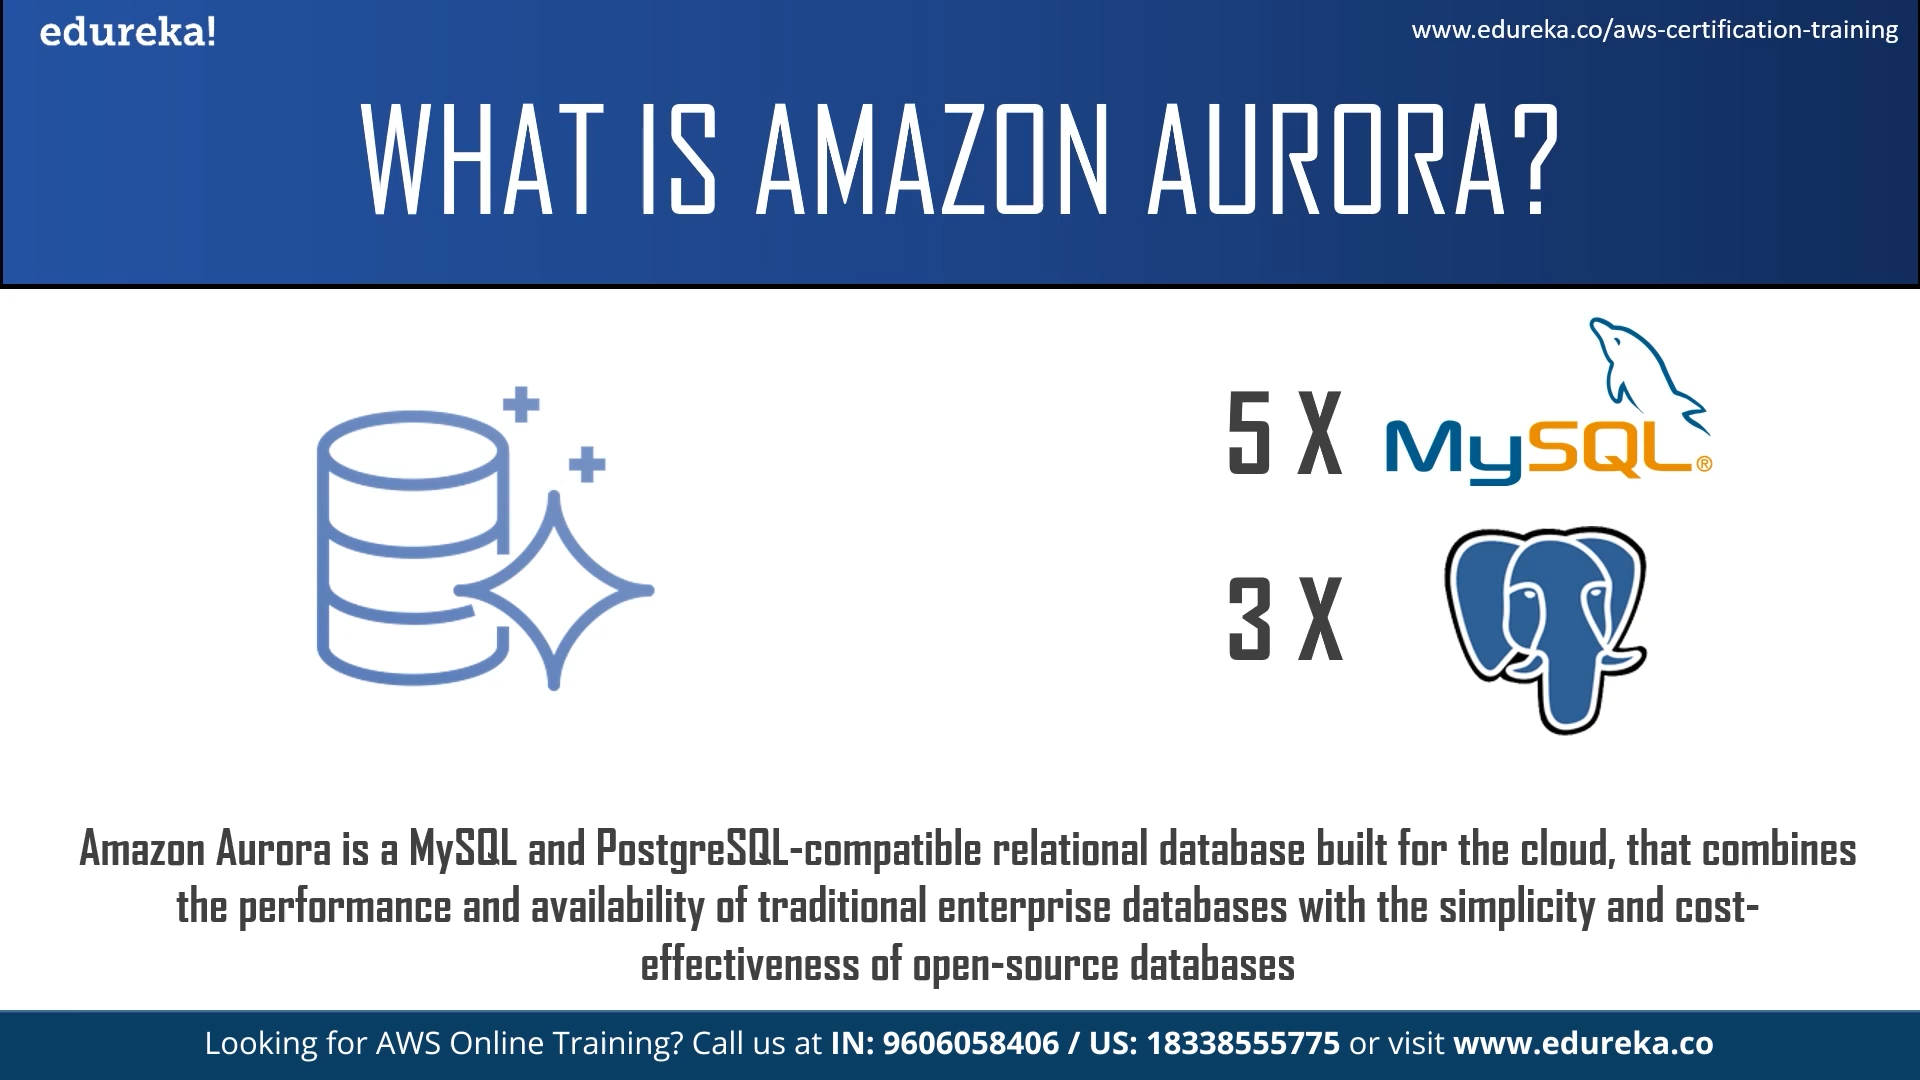 edureka!
www.edureka.co/aws-certification-training
WHAT IS AMAZON AURORA?
5 X MySQL®
3 X
Amazon Aurora is a MySQL and PostgreSQL-compatible relational database built for the cloud, that combines
the performance and availability of traditional enterprise databases with the simplicity and cost-
effectiveness of open-source databases
Looking for AWS Online Training? Call us at IN: 9606058406 / US: 18338555775 or visit www.edureka.co